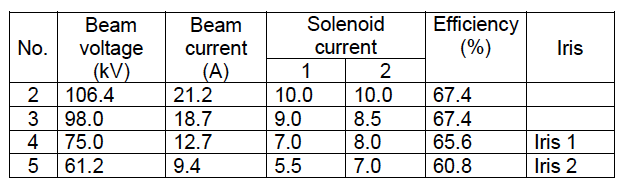 No. Beam voltage (kV) Beam current (A) Solenoid current Efficiency (%) Iris
1 2
2 106.4 21.2 10.0 10.0 67.4
3 98.0 18.7 9.0 8.5 67.4
4 75.0 12.7 7.0 8.0 65.6 Iris 1
5 61.2 9.4 5.5 7.0 60.8 Iris 2